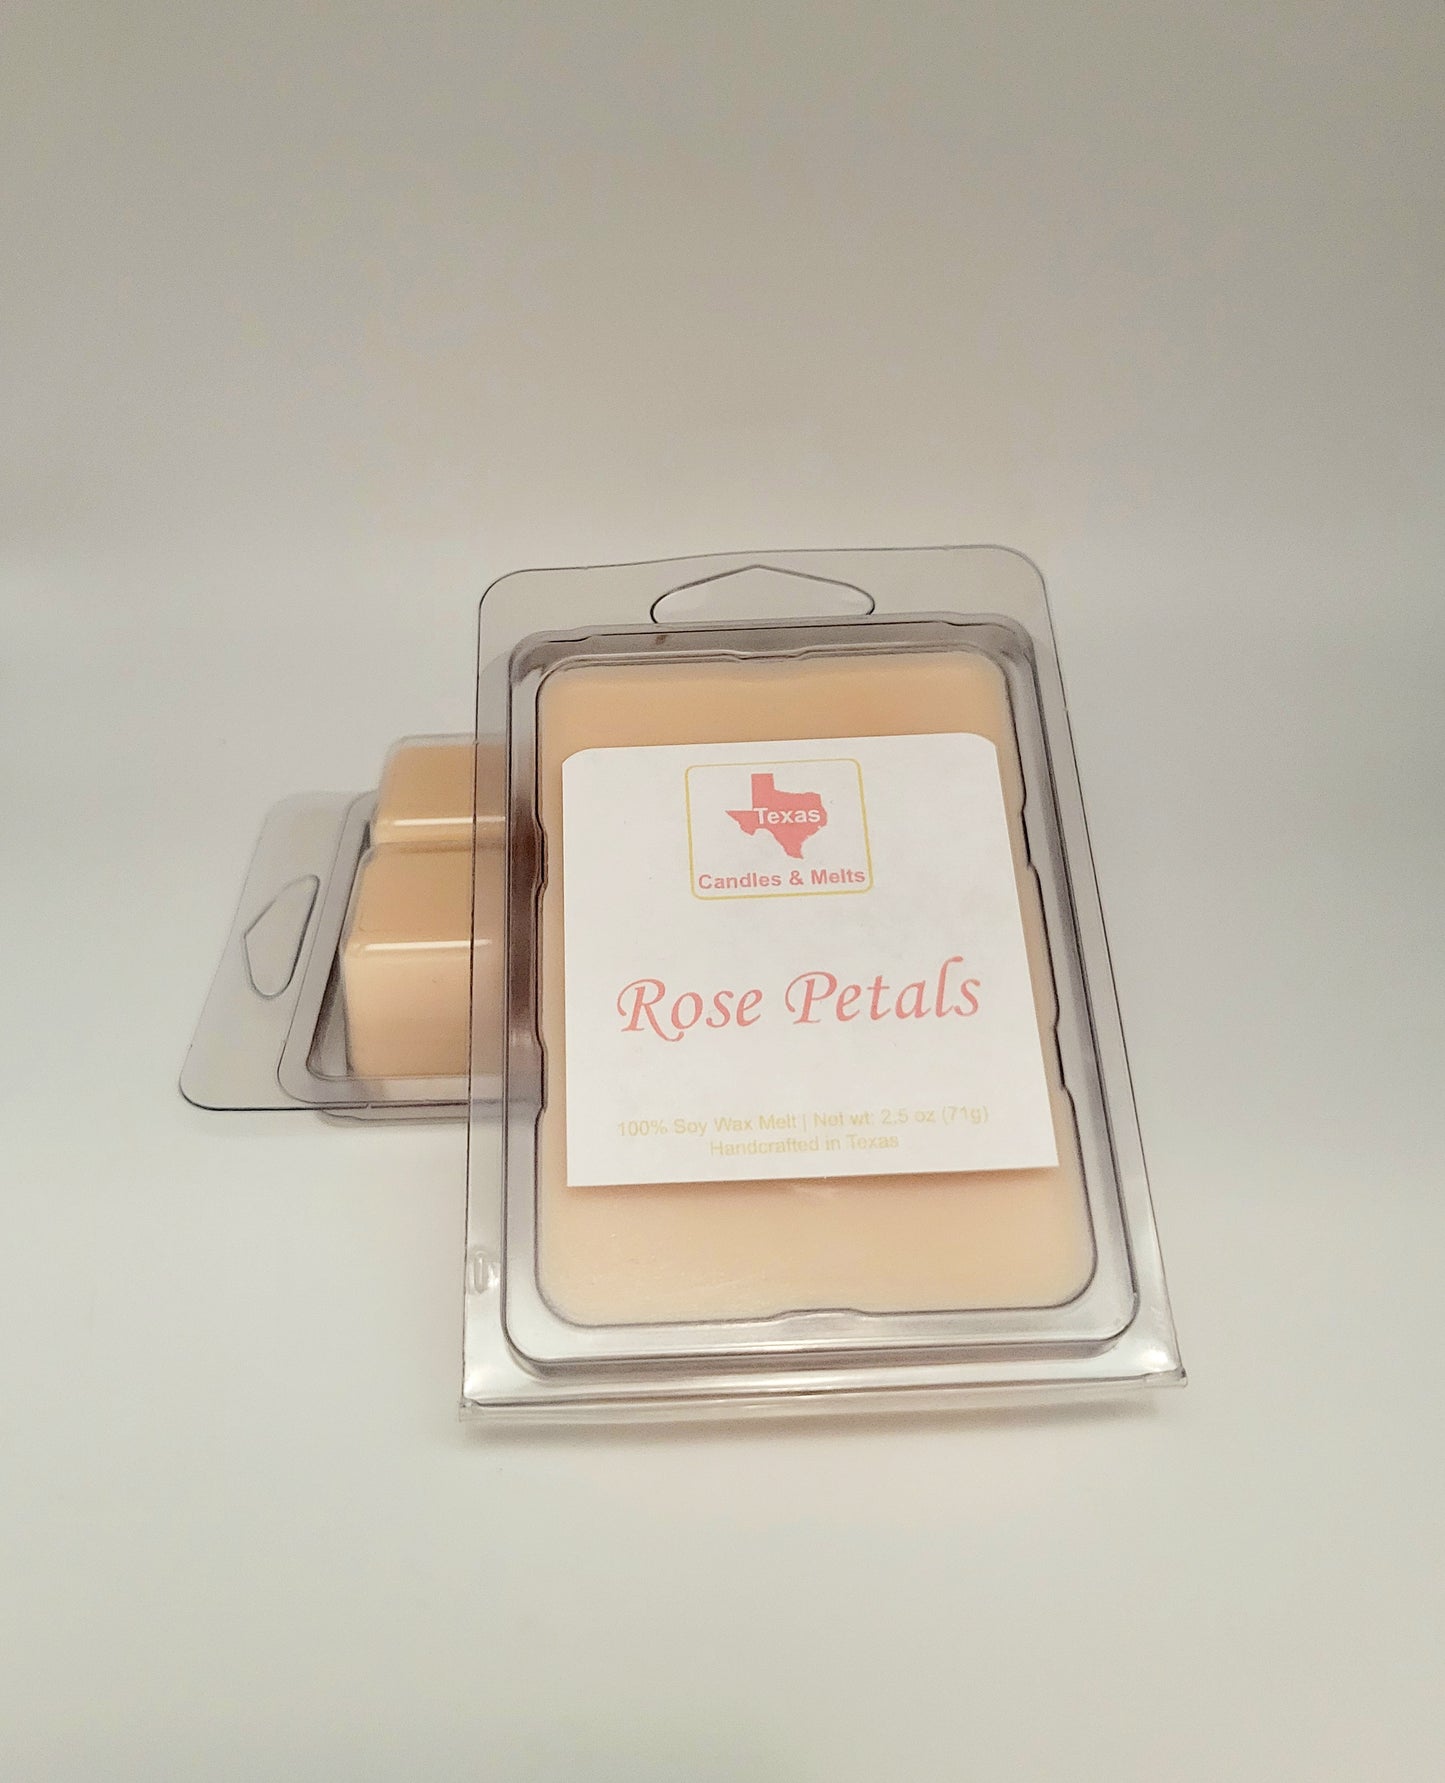 Texas
Candles & Melts
Rose Petals
100% Soy Wax Melt | Net wt: 2.5 oz (71g)
Handcrafted in Texas